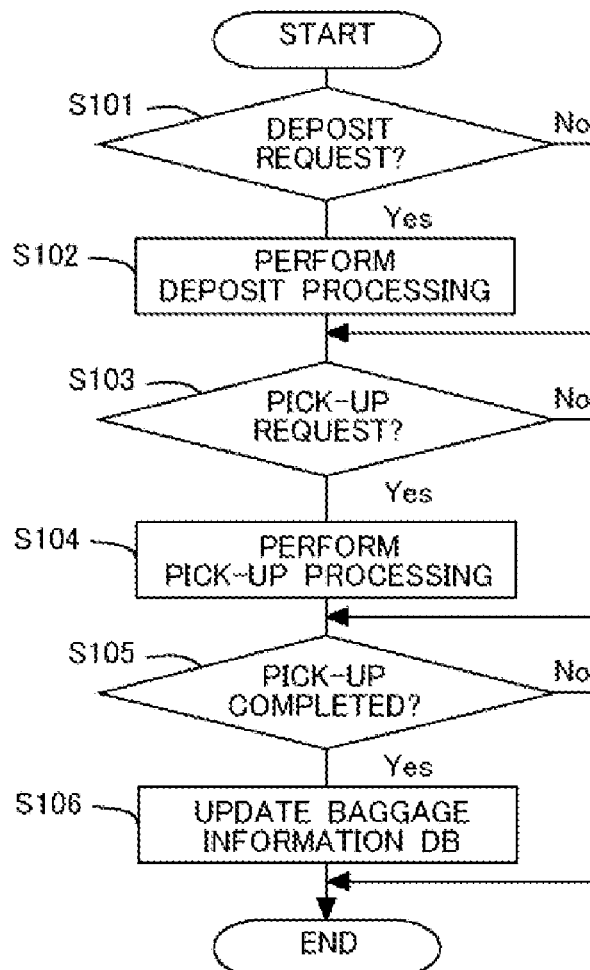 START
S101
DEPOSIT
REQUEST?
No
Yes
S102
PERFORM
DEPOSIT PROCESSING
S103
PICK-UP
REQUEST?
No
Yes
S104
PERFORM
PICK-UP PROCESSING
S105
PICK-UP
COMPLETED?
No
Yes
S106
UPDATE BAGGAGE
INFORMATION DB
END